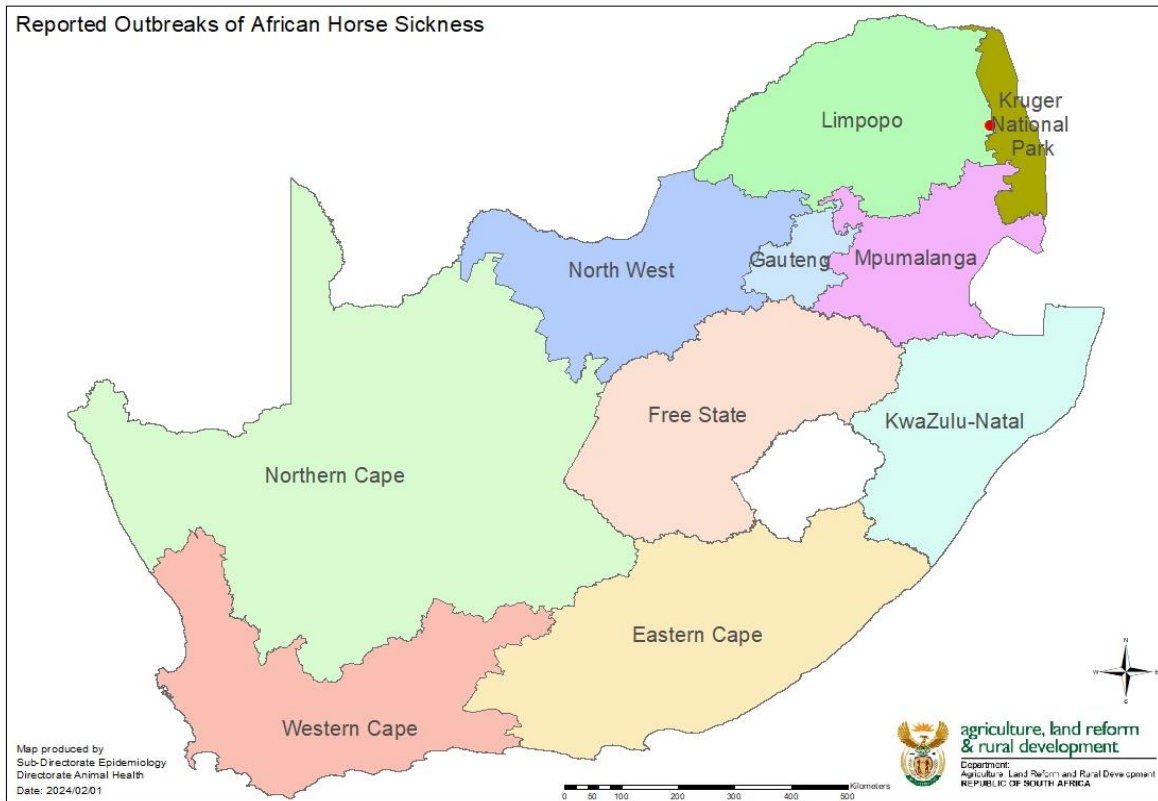 Reported Outbreaks of African Horse Sickness
Limpopo
Kruger
National
Park
North West
Gauteng
Mpumalanga
Free State
KwaZulu-Natal
Northern Cape
Eastern Cape
Western Cape
N
W
E
S
Map produced by
Sub-Directorate Epidemiology
Directorate Animal Health
Date: 2024/02/01
Kilometers
0 50 100 200 300 400 500
agriculture, land reform
& rural development
Department:
Agriculture, Land Reform and Rural Development
REPUBLIC OF SOUTH AFRICA